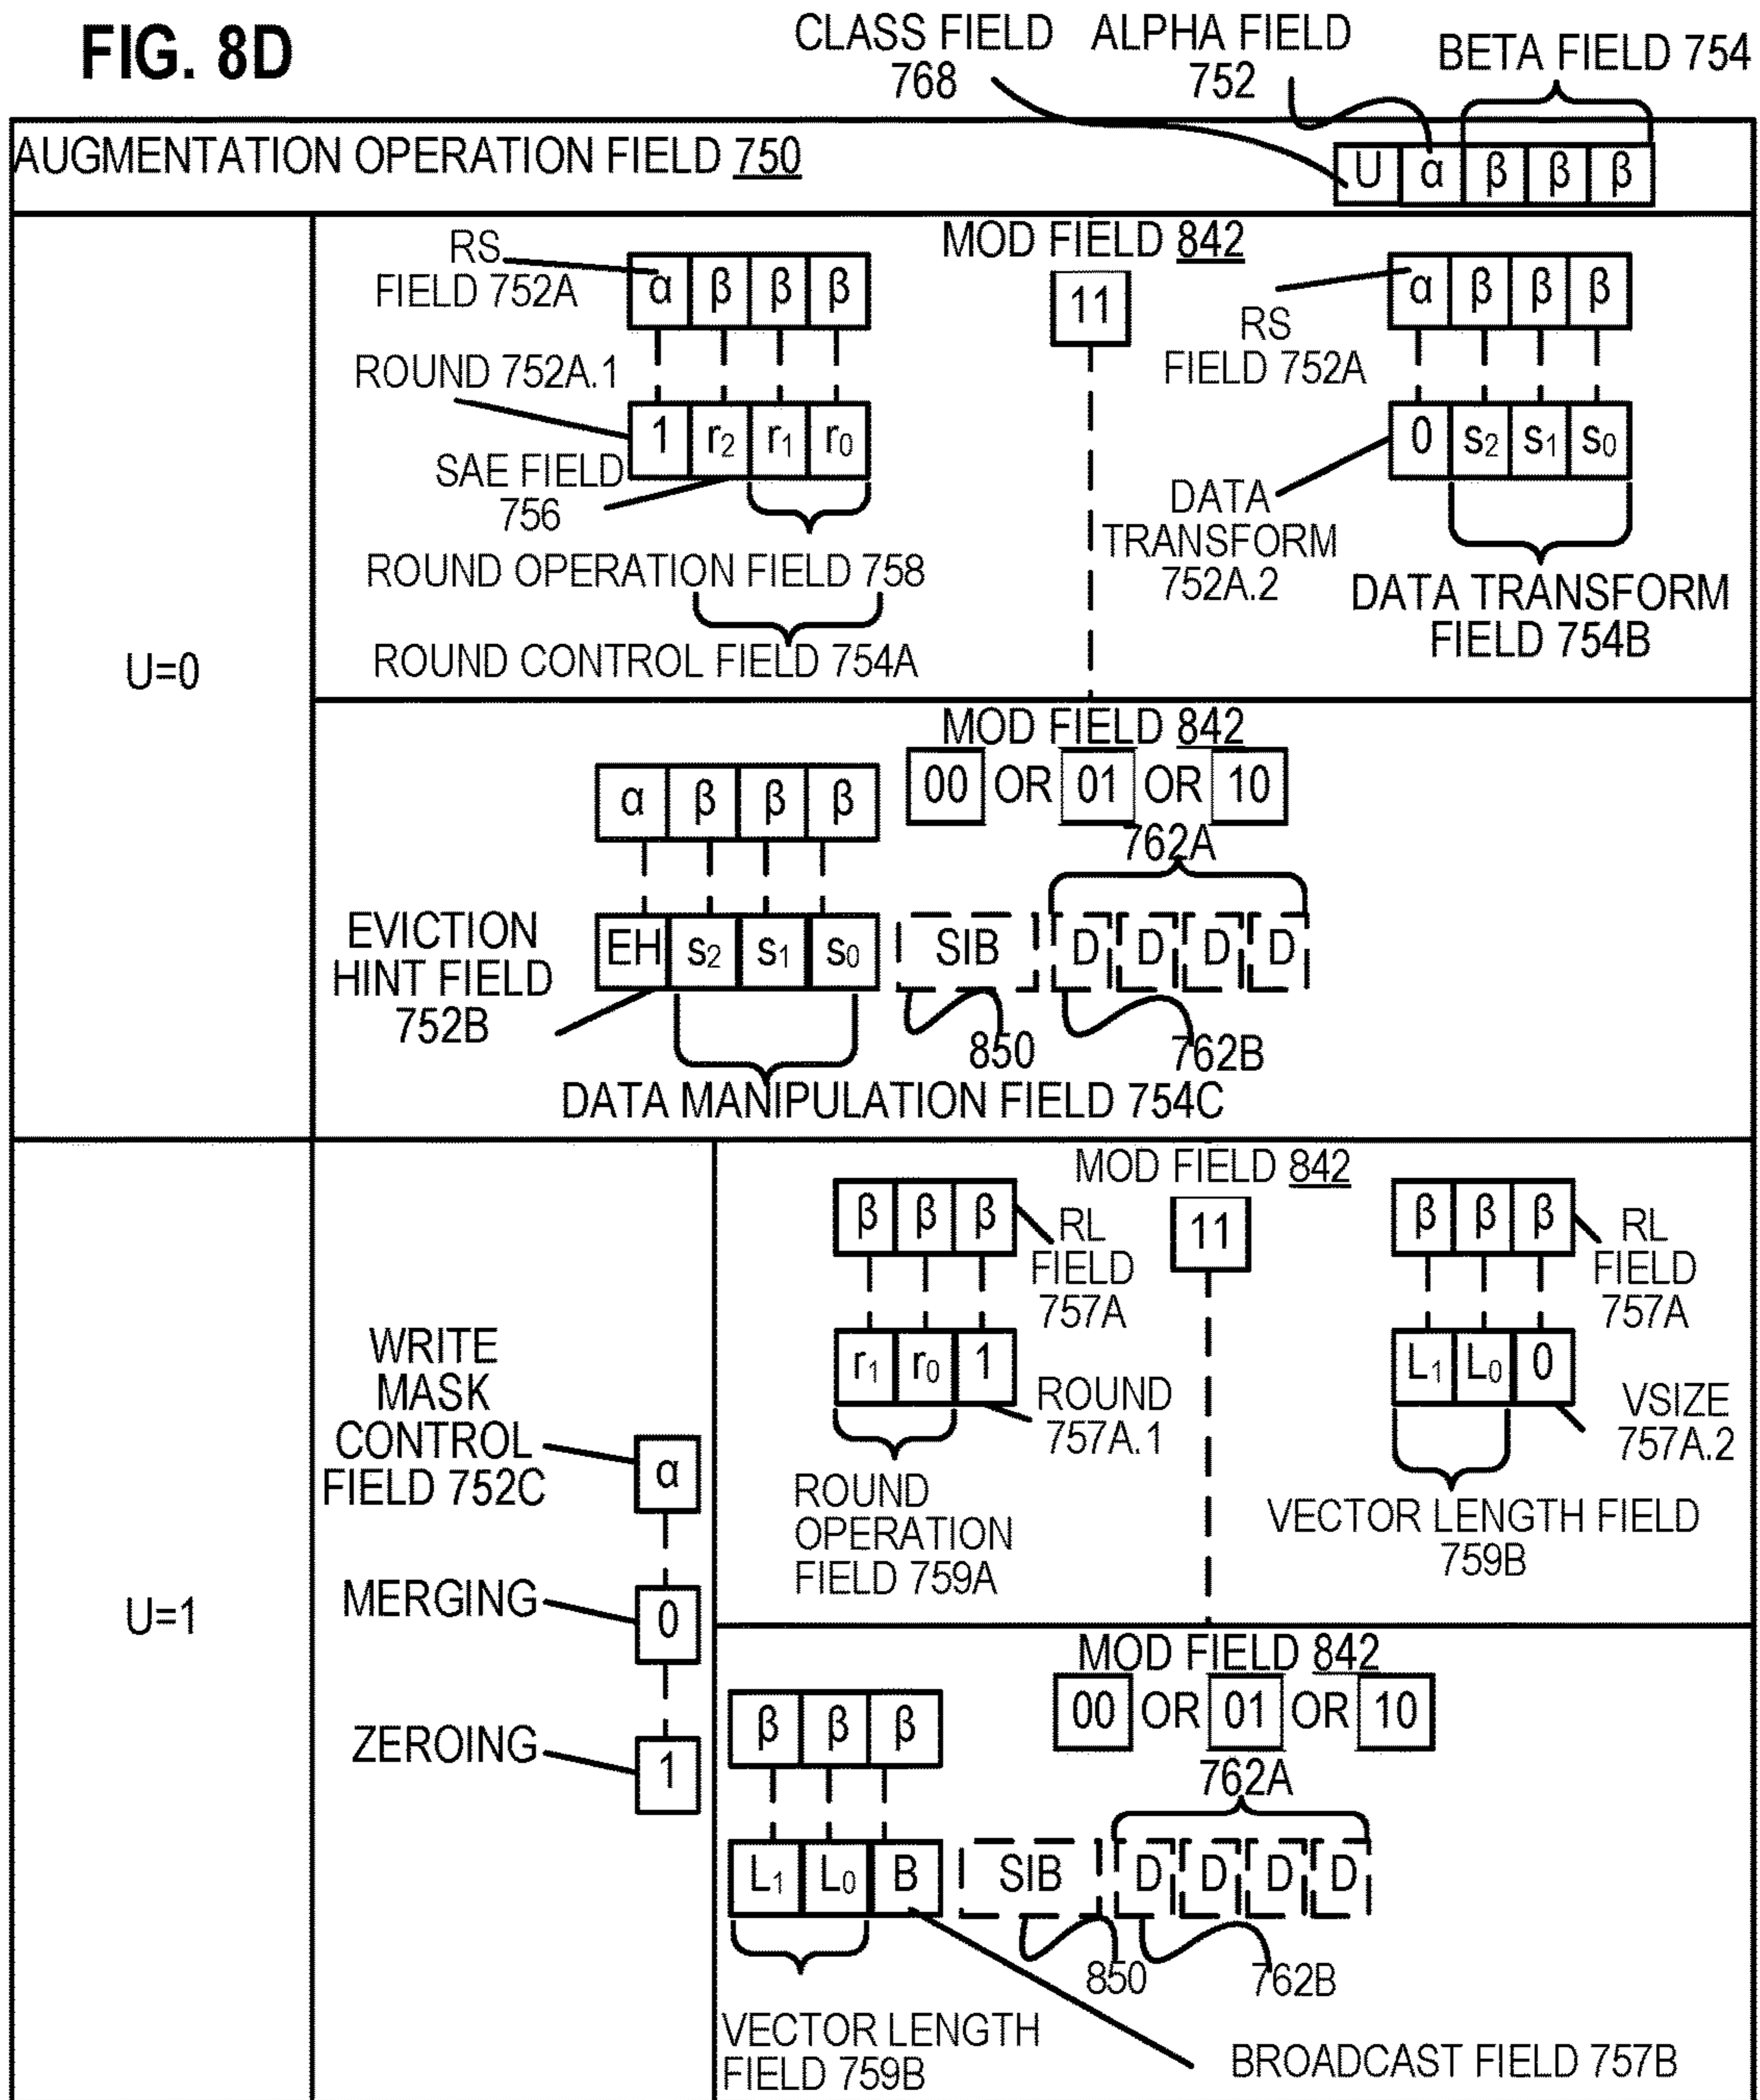 FIG. 8D
CLASS FIELD
768
ALPHA FIELD
752
BETA FIELD 754
AUGMENTATION OPERATION FIELD 750
U α β β β
U=0
MOD FIELD 842
11
RS
FIELD 752A
α β β β
ROUND 752A.1
1 r2 r1 r0
SAE FIELD
756
ROUND OPERATION FIELD 758
ROUND CONTROL FIELD 754A
α β β β
RS
FIELD 752A
0 s2 s1 s0
DATA
TRANSFORM
752A.2
DATA TRANSFORM
FIELD 754B
MOD FIELD 842
00 OR 01 OR 10
α β β β
762A
EVICTION
HINT FIELD
752B
EH s2 s1 s0 SIB D D D D
850
762B
DATA MANIPULATION FIELD 754C
U=1
WRITE
MASK
CONTROL
FIELD 752C
α
MERGING
0
ZEROING
1
MOD FIELD 842
11
β β β
RL
FIELD
757A
r1 r0 1
ROUND
757A.1
ROUND
OPERATION
FIELD 759A
β β β
RL
FIELD
757A
L1 L0 0
VSIZE
757A.2
VECTOR LENGTH FIELD
759B
MOD FIELD 842
00 OR 01 OR 10
β β β
762A
L1 L0 B SIB D D D D
850
762B
VECTOR LENGTH
FIELD 759B
BROADCAST FIELD 757B